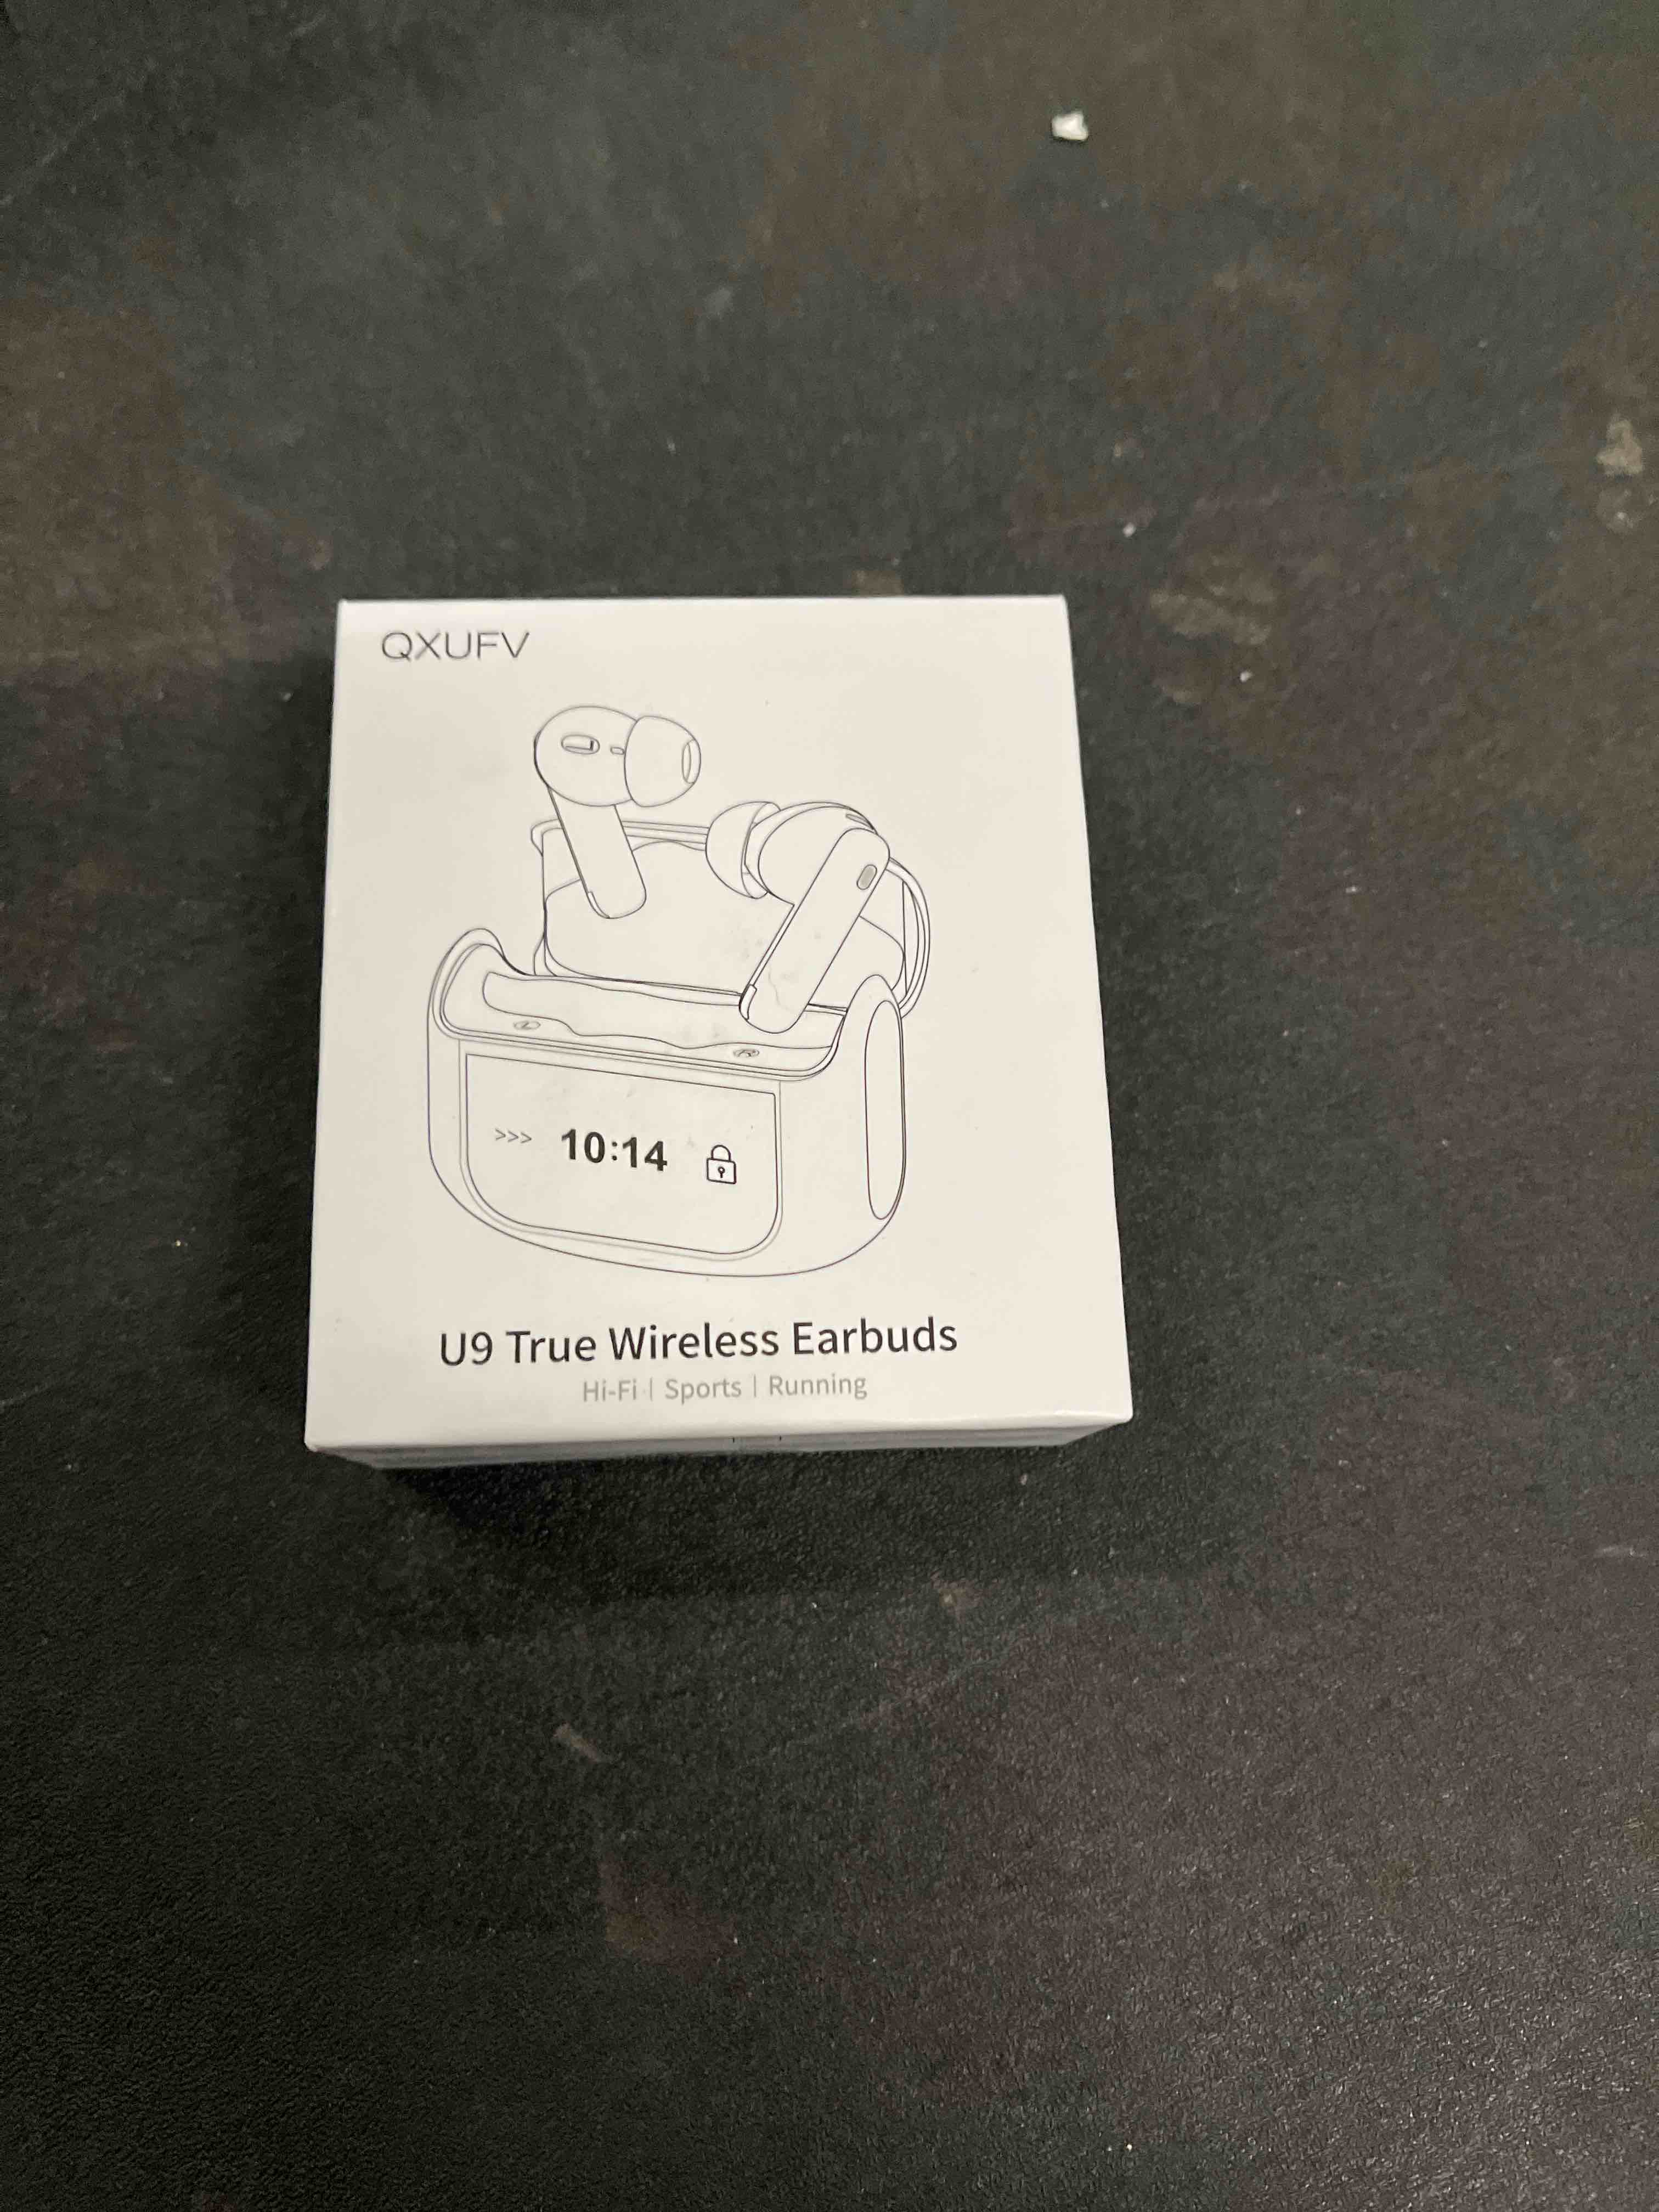 QXUFV
L
R
>>> 10:14
U9 True Wireless Earbuds
Hi-Fi | Sports | Running